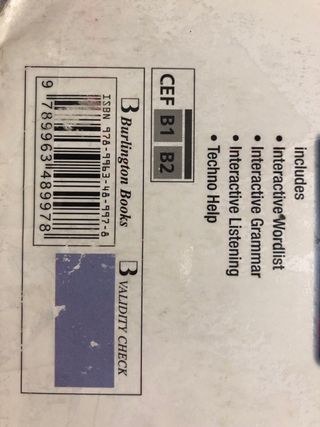 includes
• Interactive Wordlist
• Interactive Grammar
• Interactive Listening
• Techno Help
CEF B1 B2
B Burlington Books
ISBN 978-9963-48-997-8
9 789963 489978
B VALIDITY CHECK